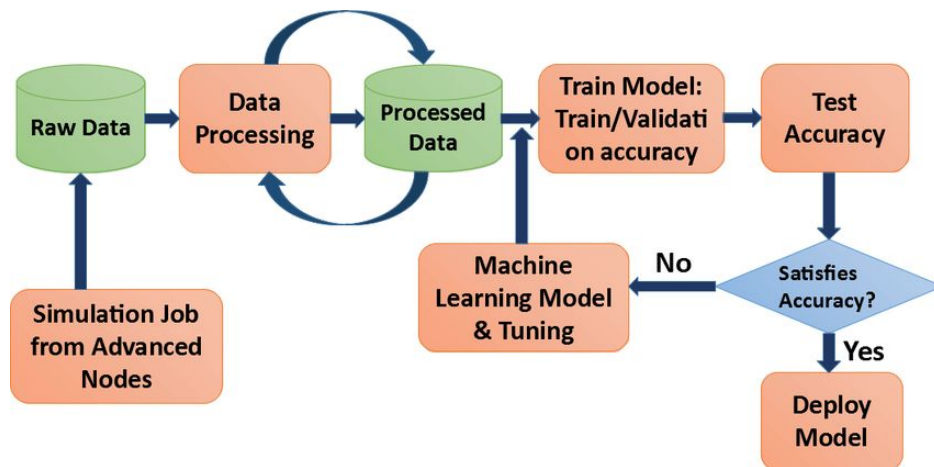 Raw Data
Data
Processing
Processed
Data
Train Model:
Train/Validati
on accuracy
Test
Accuracy
Simulation Job
from Advanced
Nodes
Machine
Learning Model
& Tuning
No
Satisfies
Accuracy?
Yes
Deploy
Model